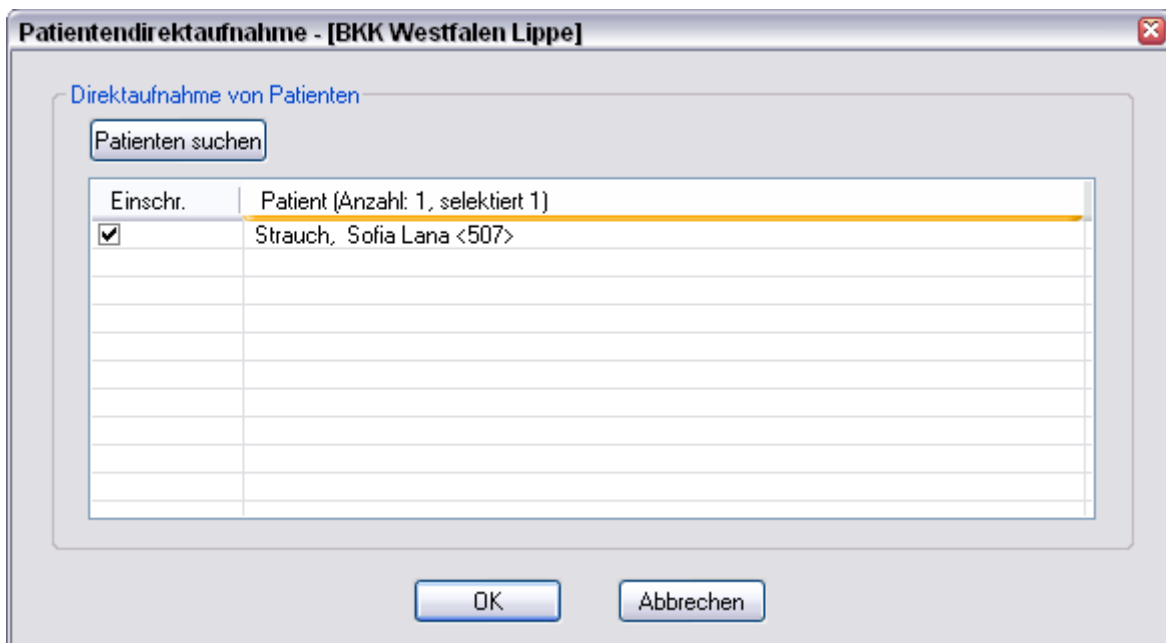 Patientendirektaufnahme - [BKK Westfalen Lippe]
Direktaufnahme von Patienten
Patienten suchen
Einschr. Patient (Anzahl: 1, selektiert 1)
Strauch, Sofia Lana <507>
OK Abbrechen